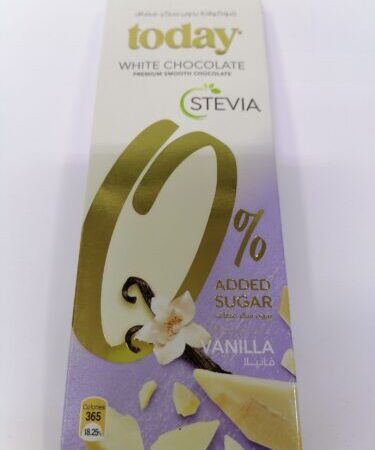 today
WHITE CHOCOLATE
PREMIUM SMOOTH CHOCOLATE
STEVIA
0%
ADDED
SUGAR
VANILLA
فانيلا
Calories
365
18.25%